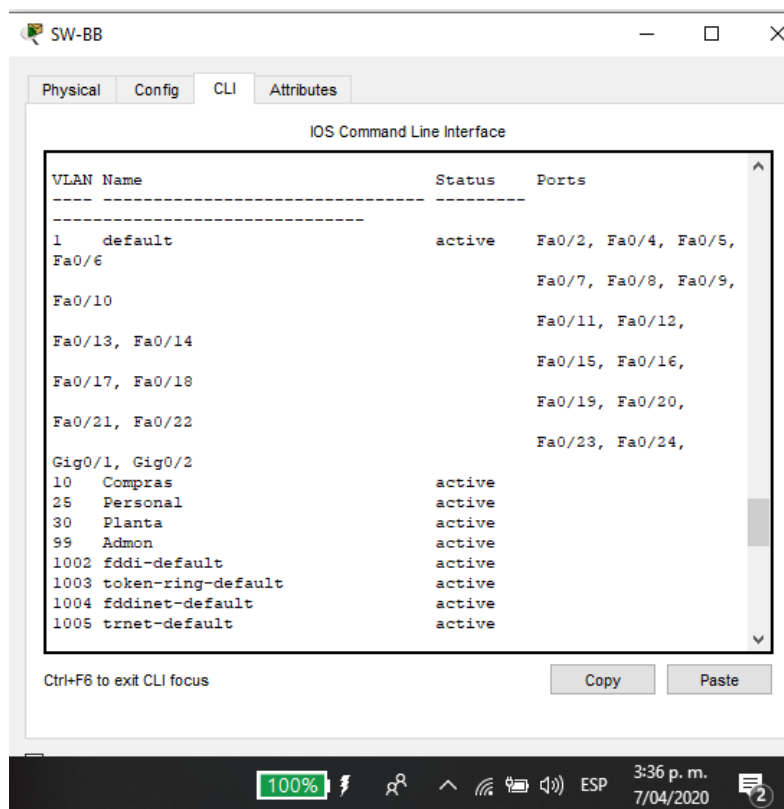 SW-BB
Physical Config CLI Attributes
IOS Command Line Interface
VLAN Name                             Status    Ports
---- -------------------------------- ---------
-------------------------------
1    default                          active    Fa0/2, Fa0/4, Fa0/5,
Fa0/6
                                                Fa0/7, Fa0/8, Fa0/9,
Fa0/10
                                                Fa0/11, Fa0/12,
Fa0/13, Fa0/14
                                                Fa0/15, Fa0/16,
Fa0/17, Fa0/18
                                                Fa0/19, Fa0/20,
Fa0/21, Fa0/22
                                                Fa0/23, Fa0/24,
Gig0/1, Gig0/2
10   Compras                          active
25   Personal                         active
30   Planta                           active
99   Admon                            active
1002 fddi-default                     active
1003 token-ring-default               active
1004 fddinet-default                  active
1005 trnet-default                    active
Ctrl+F6 to exit CLI focus
Copy Paste
100% ESP 3:36 p. m.
7/04/2020 2